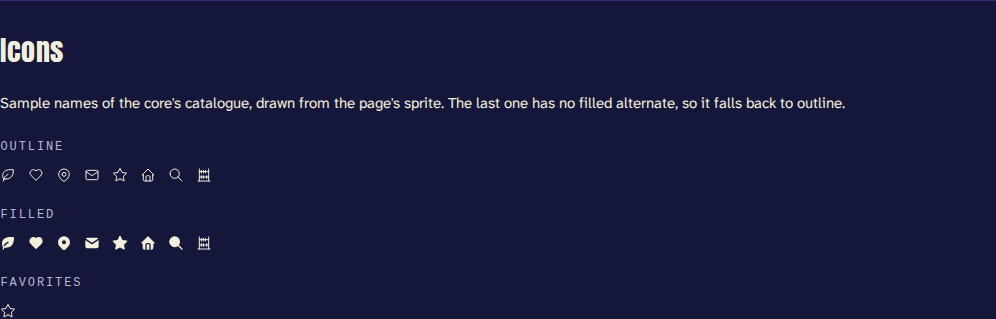 Icons
Sample names of the core's catalogue, drawn from the page's sprite. The last one has no filled alternate, so it falls back to outline.
OUTLINE
FILLED
FAVORITES